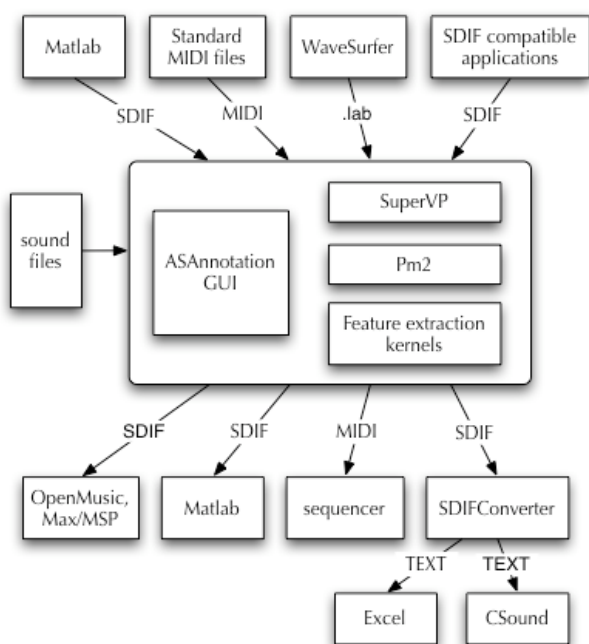 Matlab
Standard
MIDI files
WaveSurfer
SDIF compatible
applications
SDIF
MIDI
.lab
SDIF
sound
files
ASAnnotation
GUI
SuperVP
Pm2
Feature extraction
kernels
SDIF
SDIF
MIDI
SDIF
OpenMusic,
Max/MSP
Matlab
sequencer
SDIFConverter
TEXT
TEXT
Excel
CSound